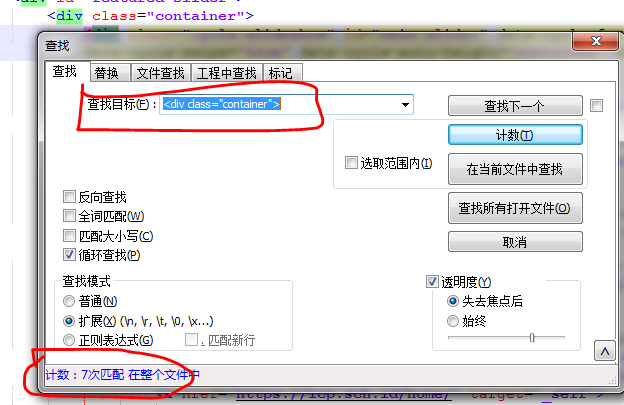 <div class="container">
查找
查找 替换 文件查找 工程中查找 标记
查找目标(F)： <div class="container"> 查找下一个
计数(T)
选取范围内(I) 在当前文件中查找
反向查找 查找所有打开文件(O)
全词匹配(W)
匹配大小写(C) 取消
循环查找(P)
查找模式 透明度(Y)
普通(N) 失去焦点后
扩展(X) (\n, \r, \t, \0, \x...) 始终
正则表达式(G) . 匹配新行
计数：7次匹配 在整个文件中